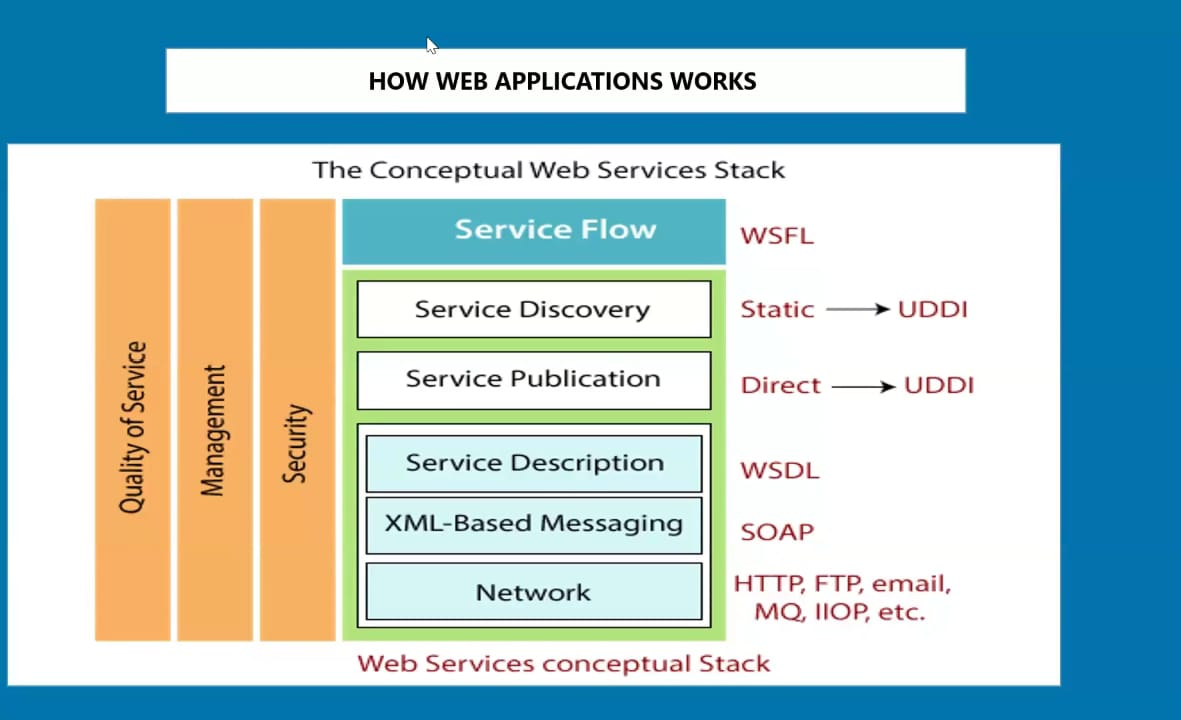 HOW WEB APPLICATIONS WORKS
The Conceptual Web Services Stack
Quality of Service
Management
Security
Service Flow
WSFL
Service Discovery
Static → UDDI
Service Publication
Direct → UDDI
Service Description
WSDL
XML-Based Messaging
SOAP
Network
HTTP, FTP, email,
MQ, IIOP, etc.
Web Services conceptual Stack